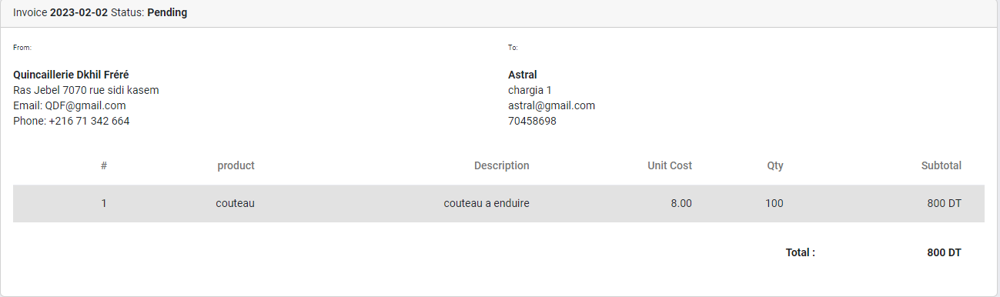 Invoice 2023-02-02 Status: Pending
From:
Quincaillerie Dkhil Fréré
Ras Jebel 7070 rue sidi kasem
Email: QDF@gmail.com
Phone: +216 71 342 664
To:
Astral
chargia 1
astral@gmail.com
70458698
# product Description Unit Cost Qty Subtotal
1 couteau couteau a enduire 8.00 100 800 DT
Total : 800 DT